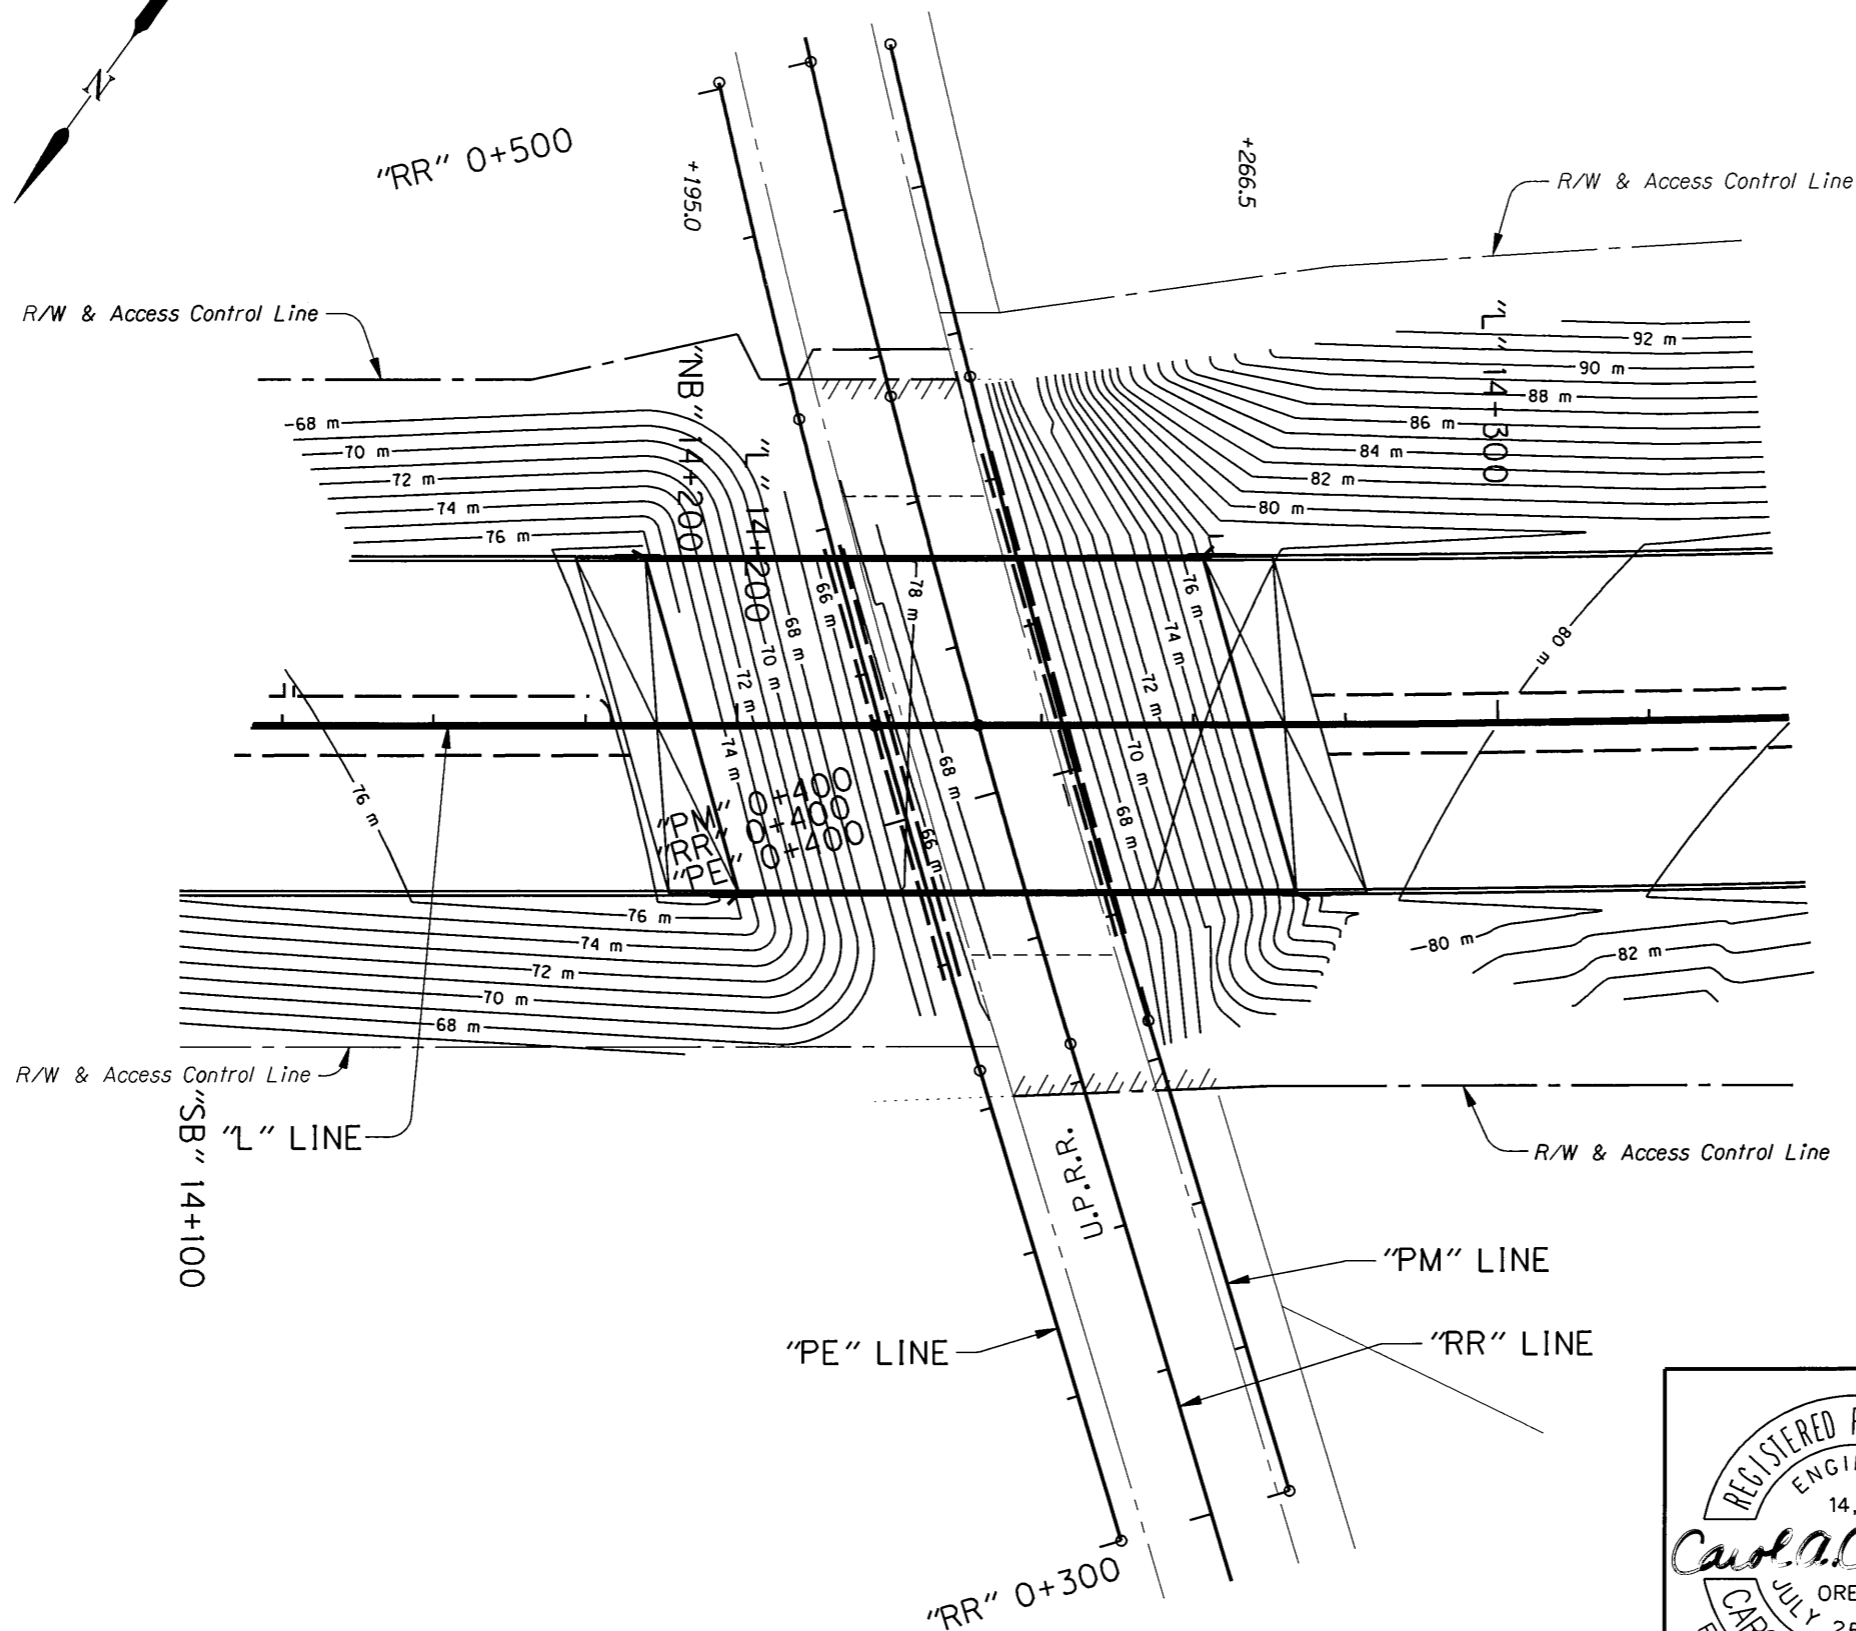 N
"RR" 0+500
+195.0
+266.5
R/W & Access Control Line
R/W & Access Control Line
"NB" 14+200
"L" 14+200
"L" 14+300
92 m
90 m
88 m
86 m
84 m
82 m
80 m
68 m
70 m
72 m
74 m
76 m
66 m
68 m
70 m
72 m
74 m
78 m
76 m
74 m
72 m
70 m
68 m
80 m
76 m
68 m
66 m
"PM" 0+400
"RR" 0+400
"PE" 0+400
76 m
74 m
72 m
70 m
68 m
80 m
82 m
R/W & Access Control Line
"SB" 14+100
"L" LINE
U.P.R.R.
R/W & Access Control Line
"PM" LINE
"PE" LINE
"RR" LINE
"RR" 0+300
REGISTERED
14,
Carol A.
JULY